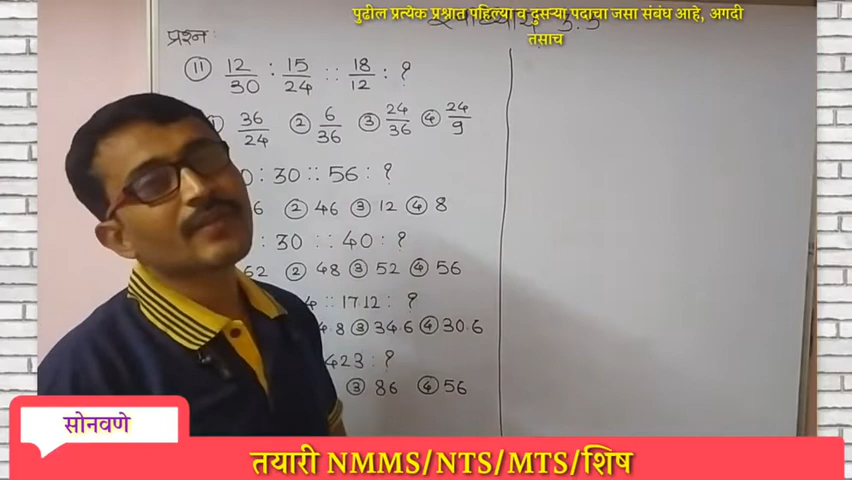 पुढील प्रत्येक प्रश्नात पहिल्या व दुसऱ्या पदाचा जसा संबंध आहे, अगदी
तसाच
प्रश्न:
11 12/30 : 15/24 :: 18/12 : ?
36/24 2 6/36 3 24/36 4 24/9
: 30 :: 56 : ?
6 2 46 3 12 4 8
: 30 :: 40 : ?
62 2 48 3 52 4 56
4 :: 17.12 : ?
4.8 3 34.6 4 30.6
423 : ?
3 86 4 56
सोनवणे
तयारी NMMS/NTS/MTS/शिष